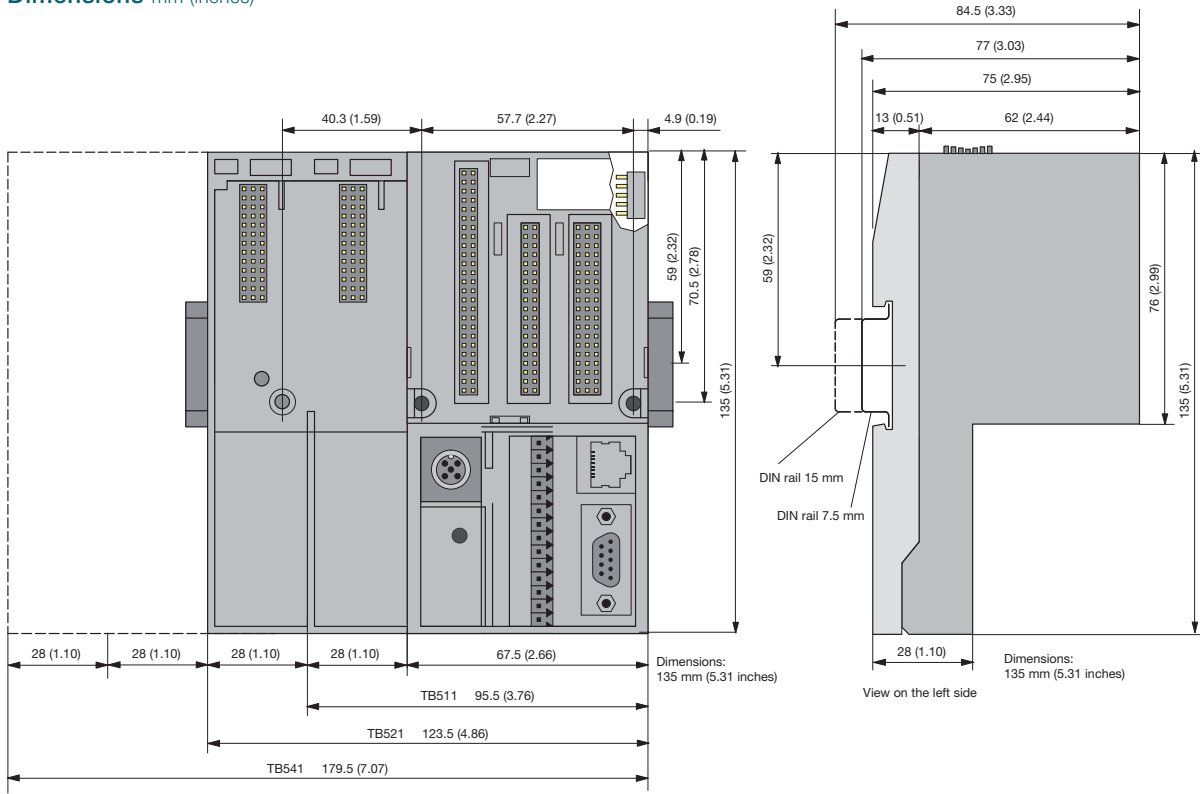 Dimensions mm (inches)
84.5 (3.33)
77 (3.03)
75 (2.95)
40.3 (1.59)
57.7 (2.27)
4.9 (0.19)
13 (0.51)
62 (2.44)
59 (2.32)
70.5 (2.78)
135 (5.31)
59 (2.32)
76 (2.99)
135 (5.31)
DIN rail 15 mm
DIN rail 7.5 mm
28 (1.10)
28 (1.10)
28 (1.10)
28 (1.10)
67.5 (2.66)
Dimensions:
135 mm (5.31 inches)
28 (1.10)
Dimensions:
135 mm (5.31 inches)
View on the left side
TB511 95.5 (3.76)
TB521 123.5 (4.86)
TB541 179.5 (7.07)